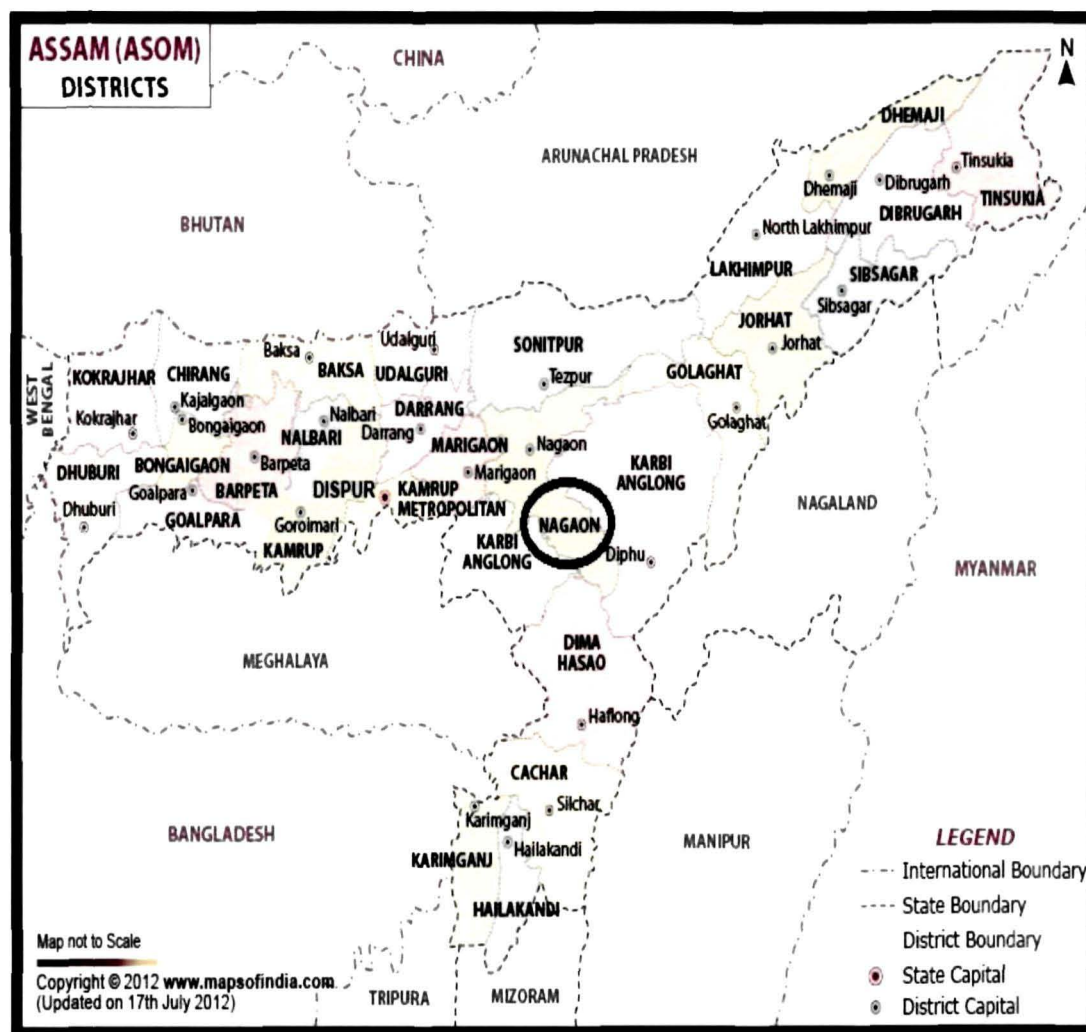 ASSAM (ASOM)
DISTRICTS
N
CHINA
ARUNACHAL PRADESH
BHUTAN
DHEMAJI
Dhemaji
Tinsukia
TINSUKIA
Dibrugarh
DIBRUGARH
North Lakhimpur
LAKHIMPUR
SIBSAGAR
Sibsagar
JORHAT
Jorhat
WEST
BENGAL
KOKRAJHAR
Kokrajhar
CHIRANG
Kajalgaon
Bongaigaon
Baksa
BAKSA
Udalguri
UDALGURI
SONITPUR
Tezpur
GOLAGHAT
Golaghat
DARRANG
Darrang
Nalbari
NALBARI
MARIGAON
Marigaon
Nagaon
DHUBURI
Dhuburi
BONGAIGAON
Goalpara
GOALPARA
Barpeta
BARPETA
DISPUR
Goroimari
KAMRUP
KAMRUP
METROPOLITAN
KARBI
ANGLONG
NAGAON
KARBI
ANGLONG
Diphu
NAGALAND
MYANMAR
MEGHALAYA
DIMA
HASAO
Haflong
CACHAR
Silchar
Karimganj
KARIMGANJ
Hailakandi
HAILAKANDI
BANGLADESH
MANIPUR
TRIPURA
MIZORAM
LEGEND
International Boundary
State Boundary
District Boundary
State Capital
District Capital
Map not to Scale
Copyright © 2012 www.mapsofindia.com
(Updated on 17th July 2012)